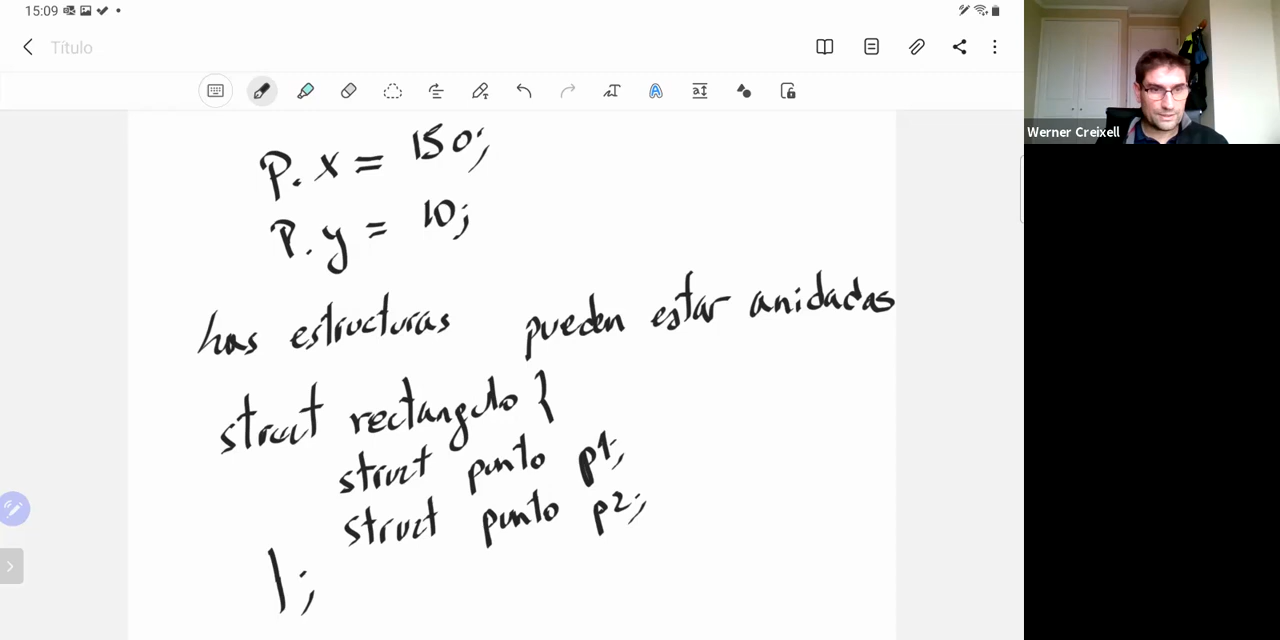 15:09
Título
Werner Creixell
P.x = 150;
P.y = 10;
Las estructuras pueden estar anidadas
struct rectangulo {
struct punto p1;
struct punto p2;
};